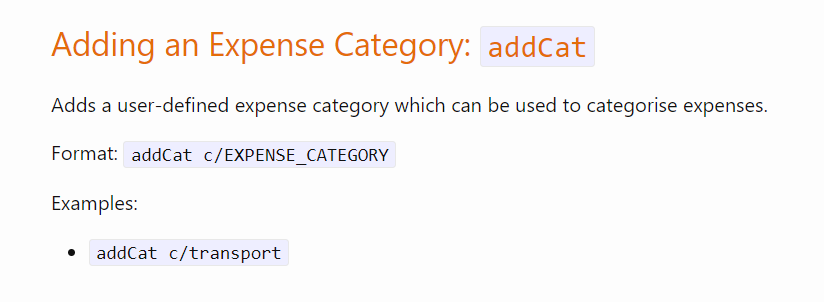 Adding an Expense Category: addCat
Adds a user-defined expense category which can be used to categorise expenses.
Format: addCat c/EXPENSE_CATEGORY
Examples:
• addCat c/transport